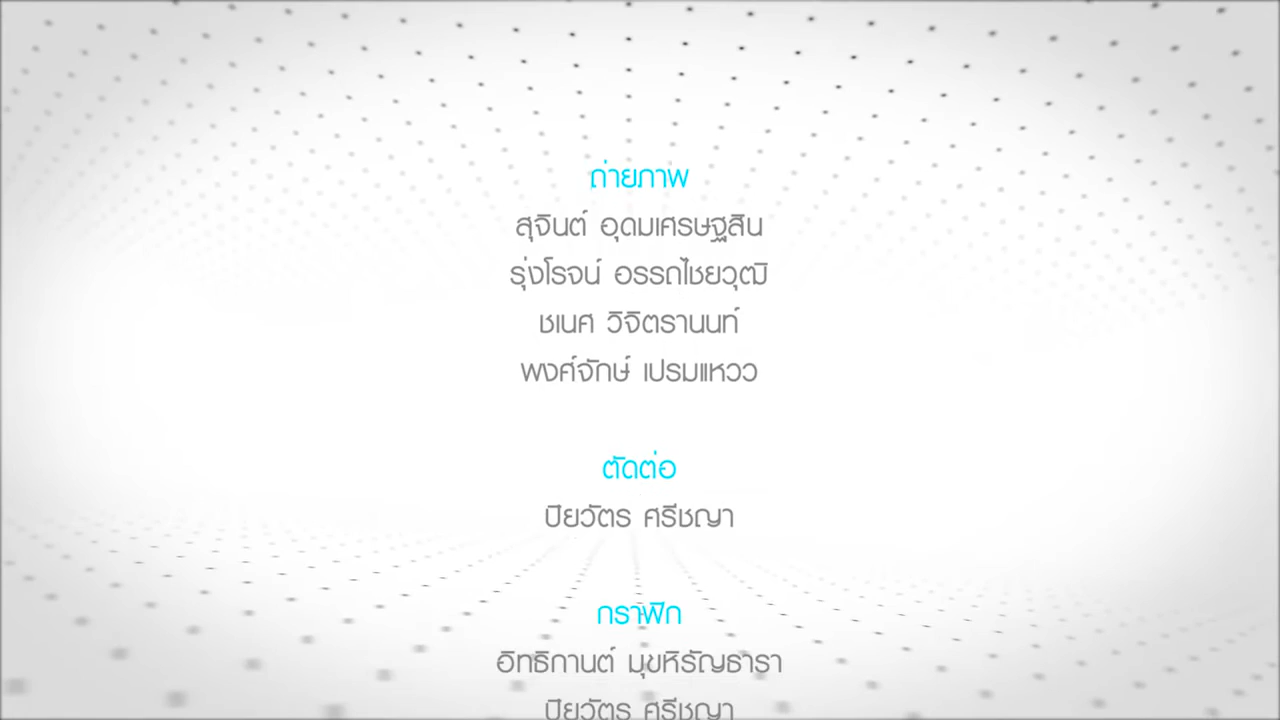 ถ่ายภาพ
สุจินต์ อุดมเศรษฐสิน
รุ่งโรจน์ อรรถไชยวุฒิ
ชเนศ วิจิตรานนท์
พงศ์จักษ์ เปรมแหวว
ตัดต่อ
ปิยวัตร ศรีชญา
กราฟิก
อิทธิกานต์ มุขหิรัญธารา
ปิยวัตร ศรีชญา